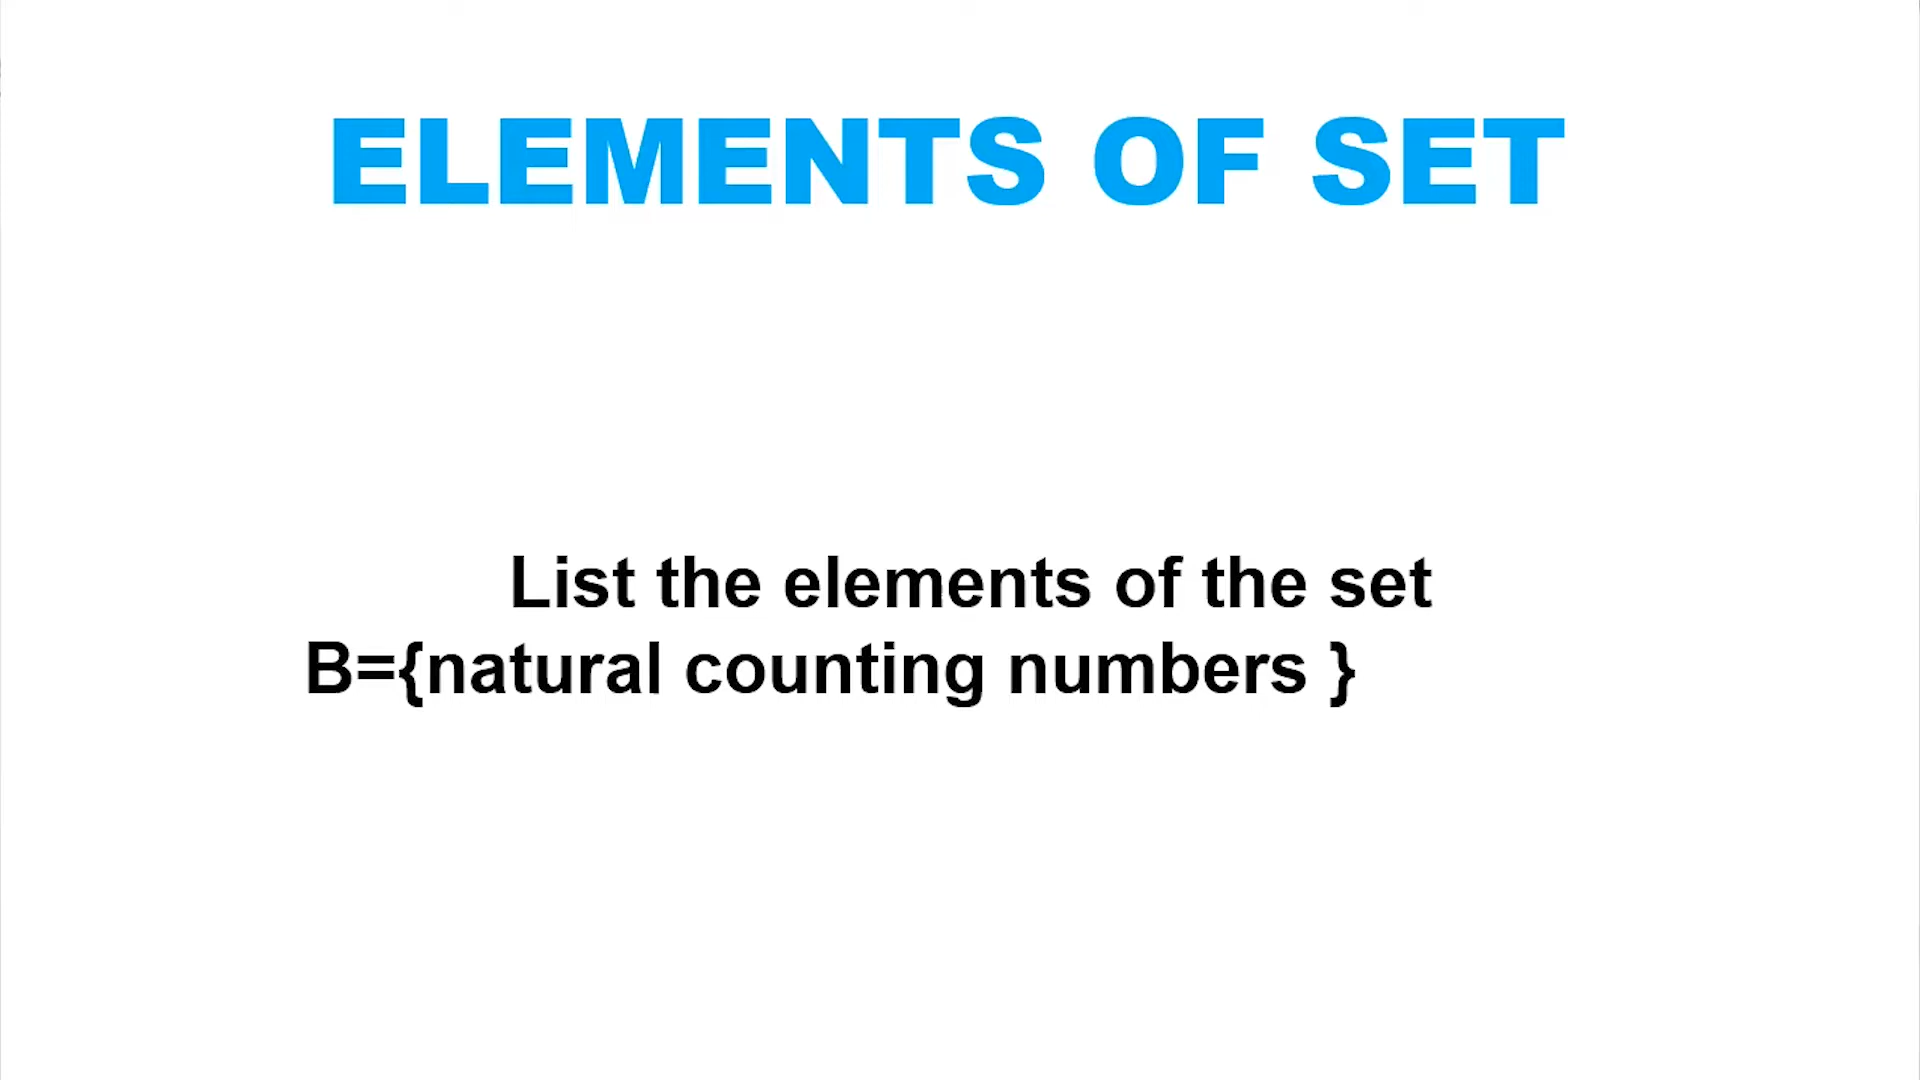 ELEMENTS OF SET
List the elements of the set
B={natural counting numbers }